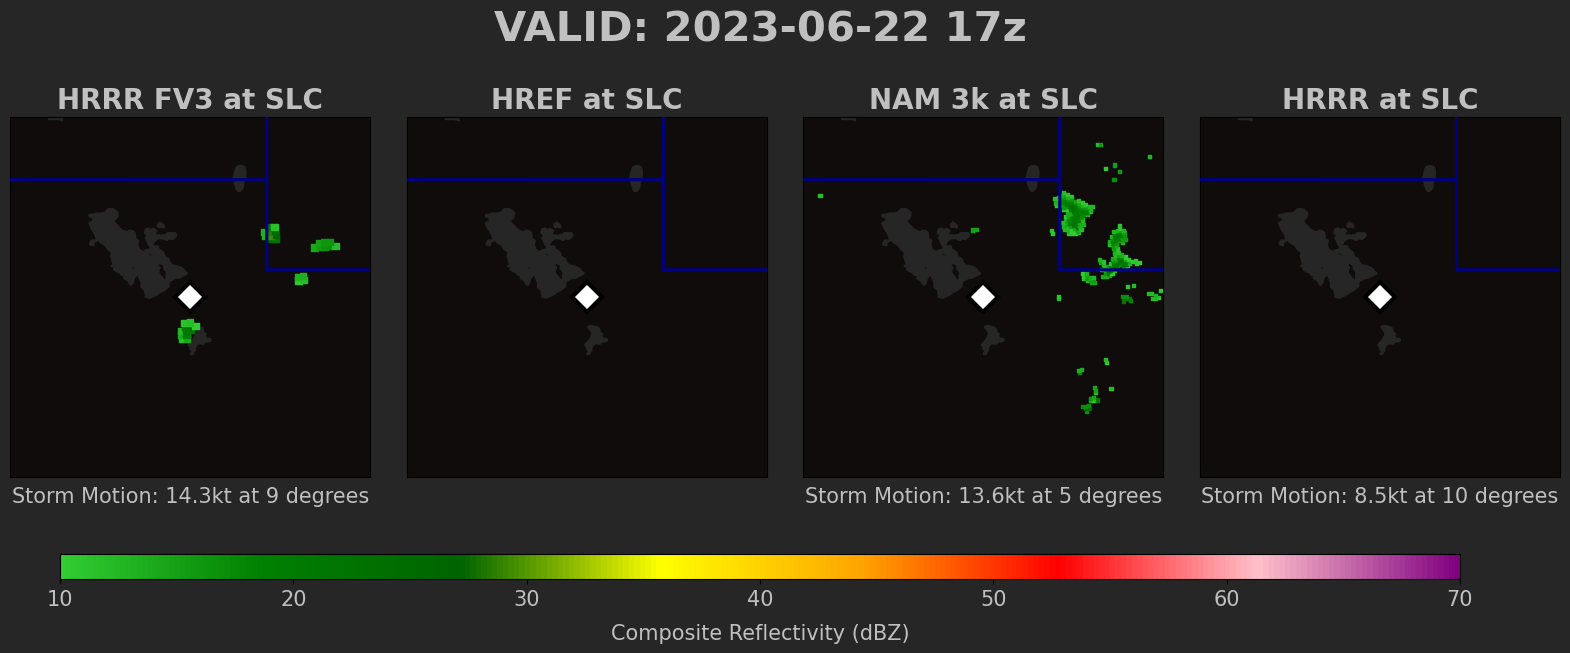 VALID: 2023-06-22 17z
HRRR FV3 at SLC
HREF at SLC
NAM 3k at SLC
HRRR at SLC
Storm Motion: 14.3kt at 9 degrees
Storm Motion: 13.6kt at 5 degrees
Storm Motion: 8.5kt at 10 degrees
10 20 30 40 50 60 70
Composite Reflectivity (dBZ)